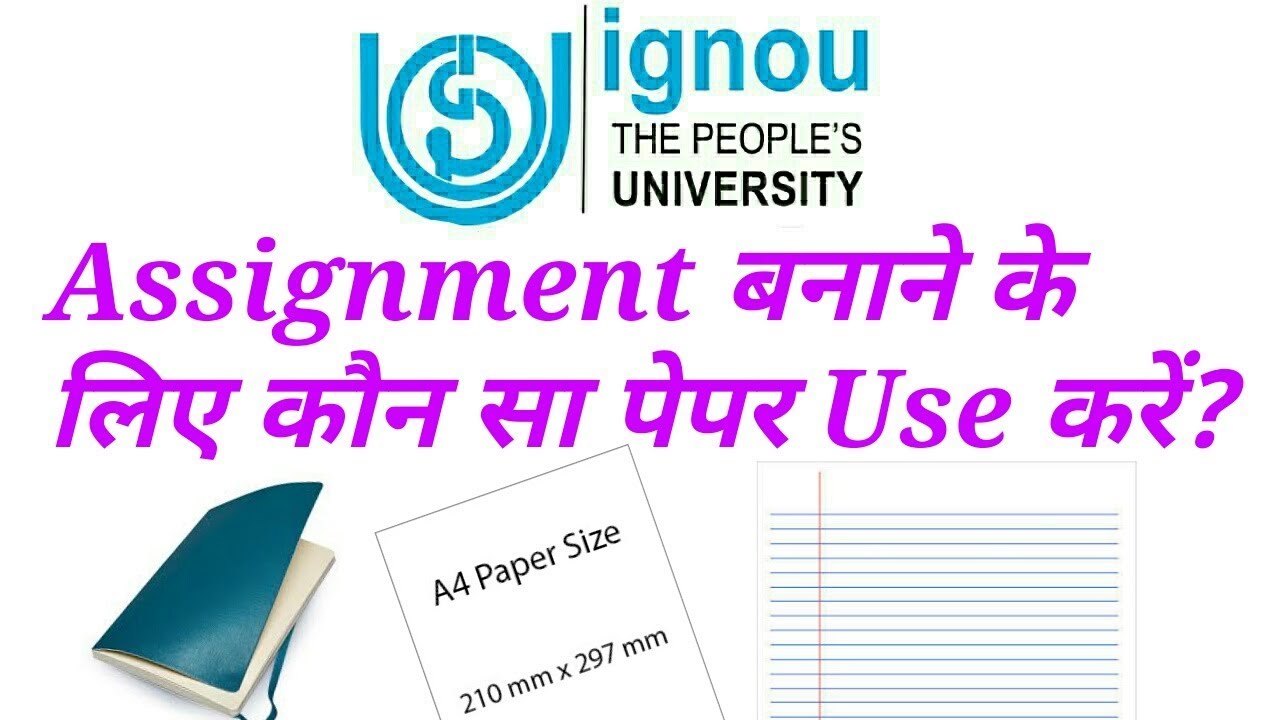 ignou
THE PEOPLE'S
UNIVERSITY
Assignment बनाने के
लिए कौन सा पेपर Use करें?
A4 Paper Size
210 mm x 297 mm